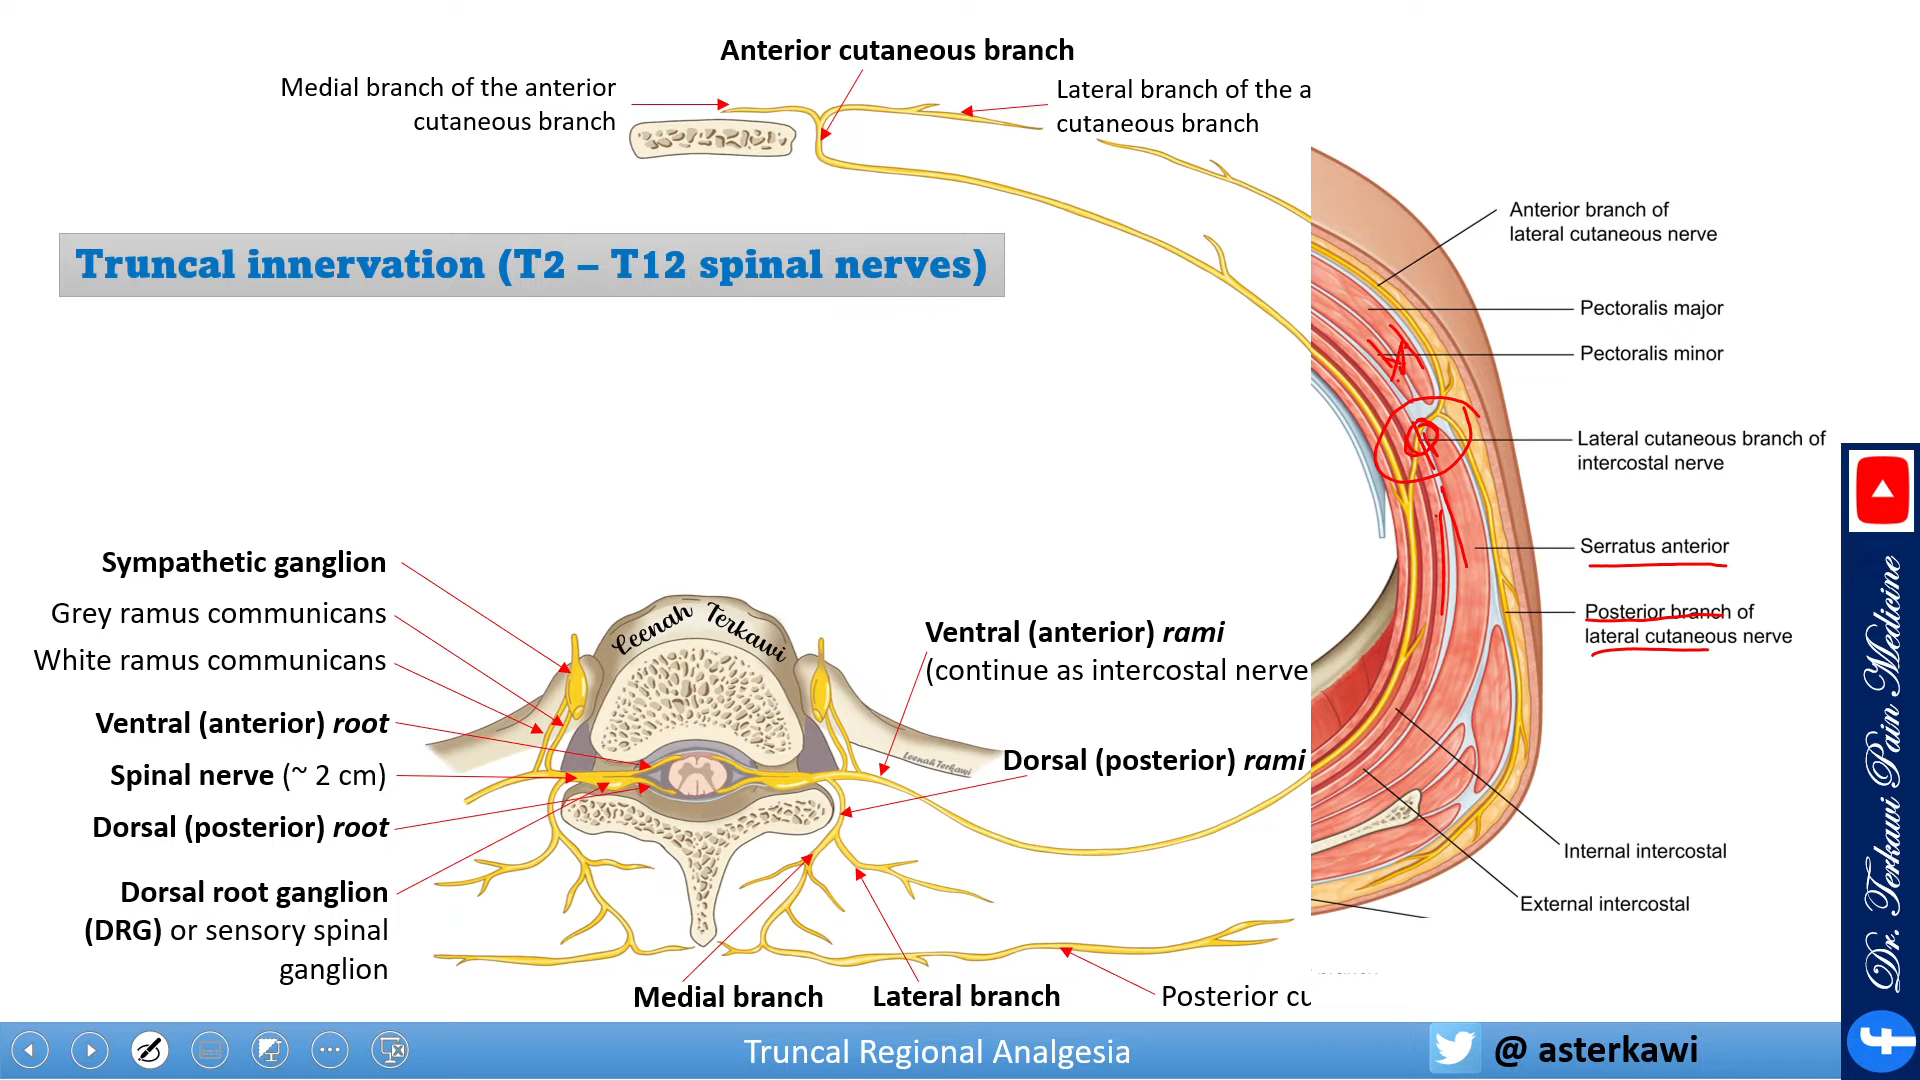 Anterior cutaneous branch
Medial branch of the anterior
cutaneous branch
Lateral branch of the a
cutaneous branch
Truncal innervation (T2 – T12 spinal nerves)
Anterior branch of
lateral cutaneous nerve
Pectoralis major
Pectoralis minor
Lateral cutaneous branch of
intercostal nerve
Serratus anterior
Posterior branch of
lateral cutaneous nerve
Internal intercostal
External intercostal
Sympathetic ganglion
Grey ramus communicans
White ramus communicans
Ventral (anterior) root
Spinal nerve (~ 2 cm)
Dorsal (posterior) root
Dorsal root ganglion
(DRG) or sensory spinal
ganglion
Leenah Terkawi
Ventral (anterior) rami
(continue as intercostal nerve
Leenah Terkawi
Dorsal (posterior) rami
Medial branch
Lateral branch
Posterior cu
Dr. Terkawi Pain Medicine
Truncal Regional Analgesia
@ asterkawi